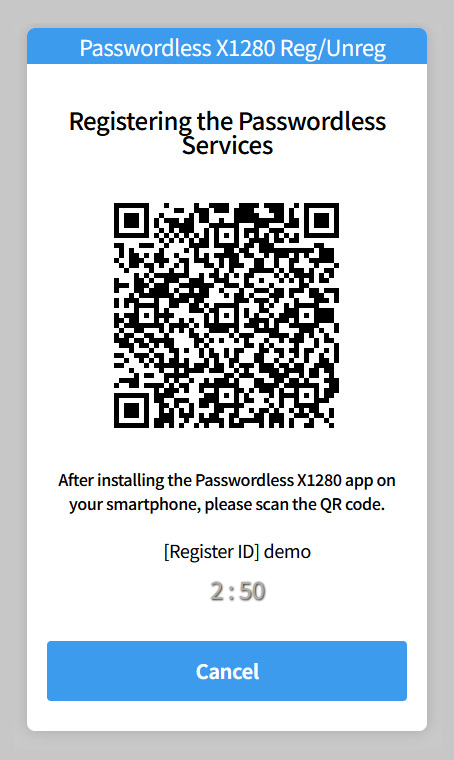 Passwordless X1280 Reg/Unreg
Registering the Passwordless
Services
After installing the Passwordless X1280 app on
your smartphone, please scan the QR code.
[Register ID] demo
2 : 50
Cancel